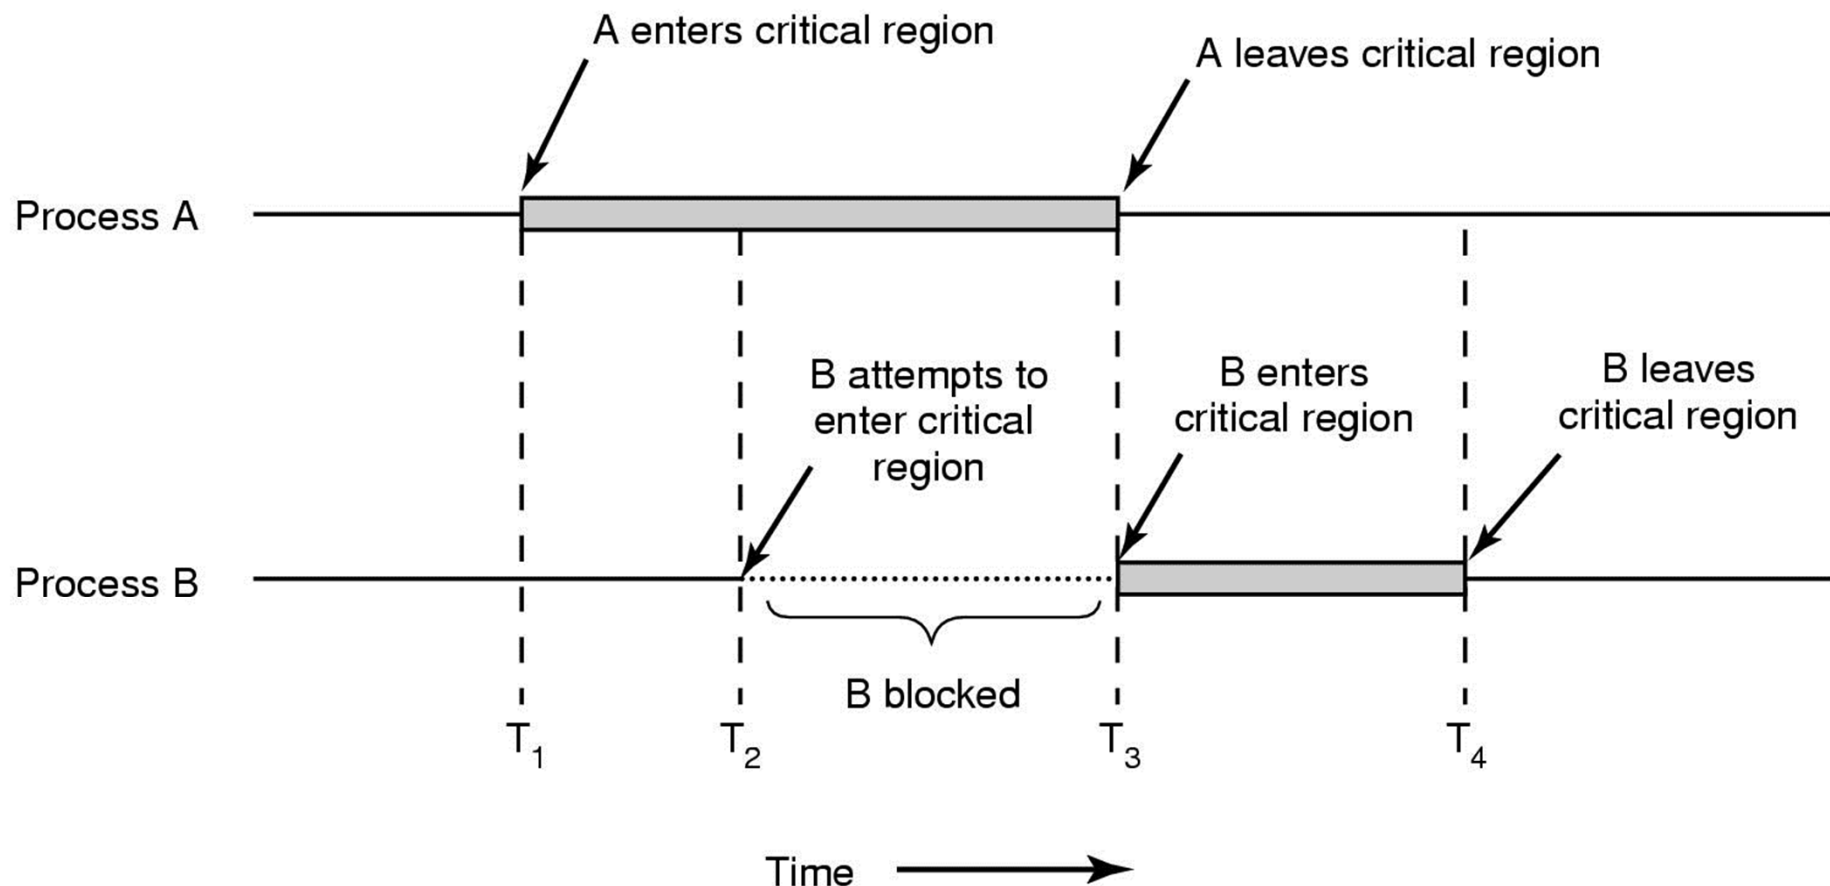 A enters critical region
A leaves critical region
Process A
B attempts to
enter critical
region
B enters
critical region
B leaves
critical region
Process B
B blocked
T1
T2
T3
T4
Time